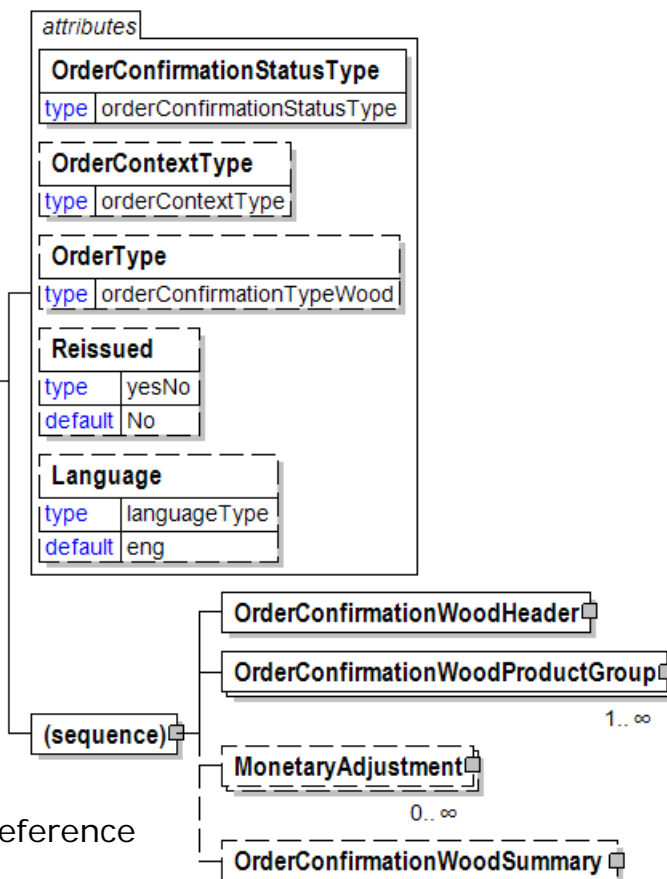 attributes
OrderConfirmationStatusType
type orderConfirmationStatusType
OrderContextType
type orderContextType
OrderType
type orderConfirmationTypeWood
Reissued
type yesNo
default No
Language
type languageType
default eng
OrderConfirmationWoodHeader
OrderConfirmationWoodProductGroup
1.. ∞
(sequence)
MonetaryAdjustment
0.. ∞
eference
OrderConfirmationWoodSummary